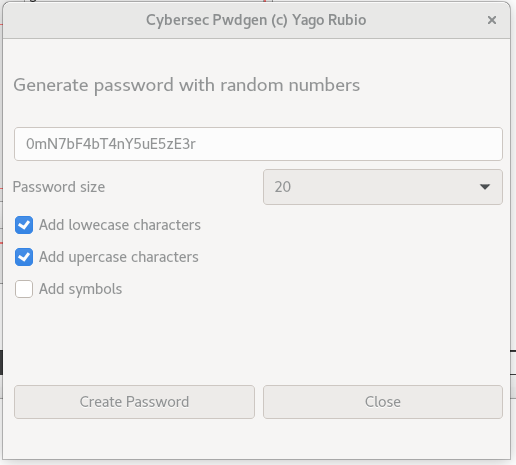 Cybersec Pwdgen (c) Yago Rubio
Generate password with random numbers
0mN7bF4bT4nY5uE5zE3r
Password size
20
Add lowecase characters
Add upercase characters
Add symbols
Create Password
Close